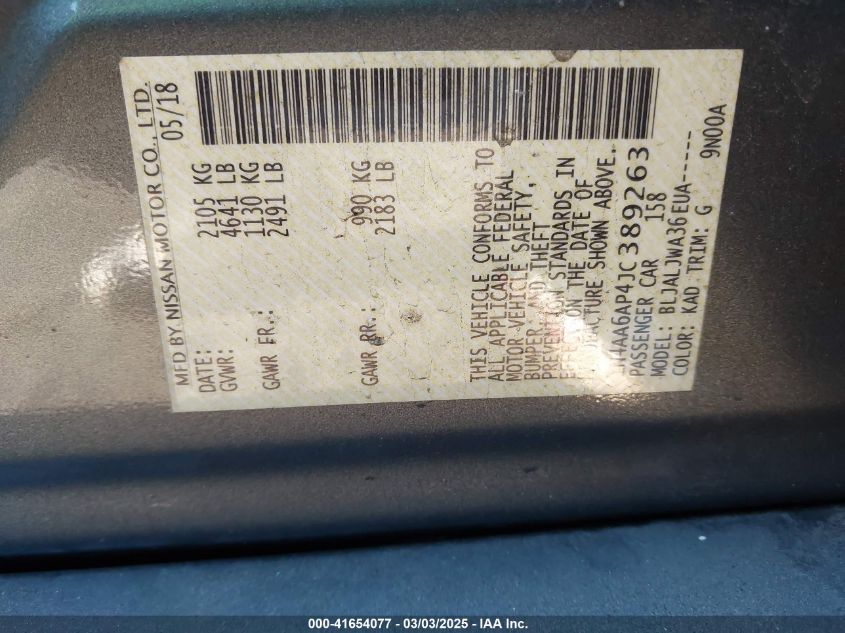 MFD BY NISSAN MOTOR CO., LTD.
DATE: 05/18
GVWR: 2105 KG
4641 LB
GAWR FR.: 1130 KG
2491 LB
GAWR RR.: 990 KG
2183 LB
THIS VEHICLE CONFORMS TO
ALL APPLICABLE FEDERAL
MOTOR VEHICLE SAFETY,
BUMPER, AND THEFT
PREVENTION STANDARDS IN
EFFECT ON THE DATE OF
MANUFACTURE SHOWN ABOVE.
1N4AA6AP4JC389263
PASSENGER CAR 158
MODEL: BLJALJWA36EUA-----
COLOR: KAD TRIM: G 9N00A
000-41654077 - 03/03/2025 - IAA Inc.